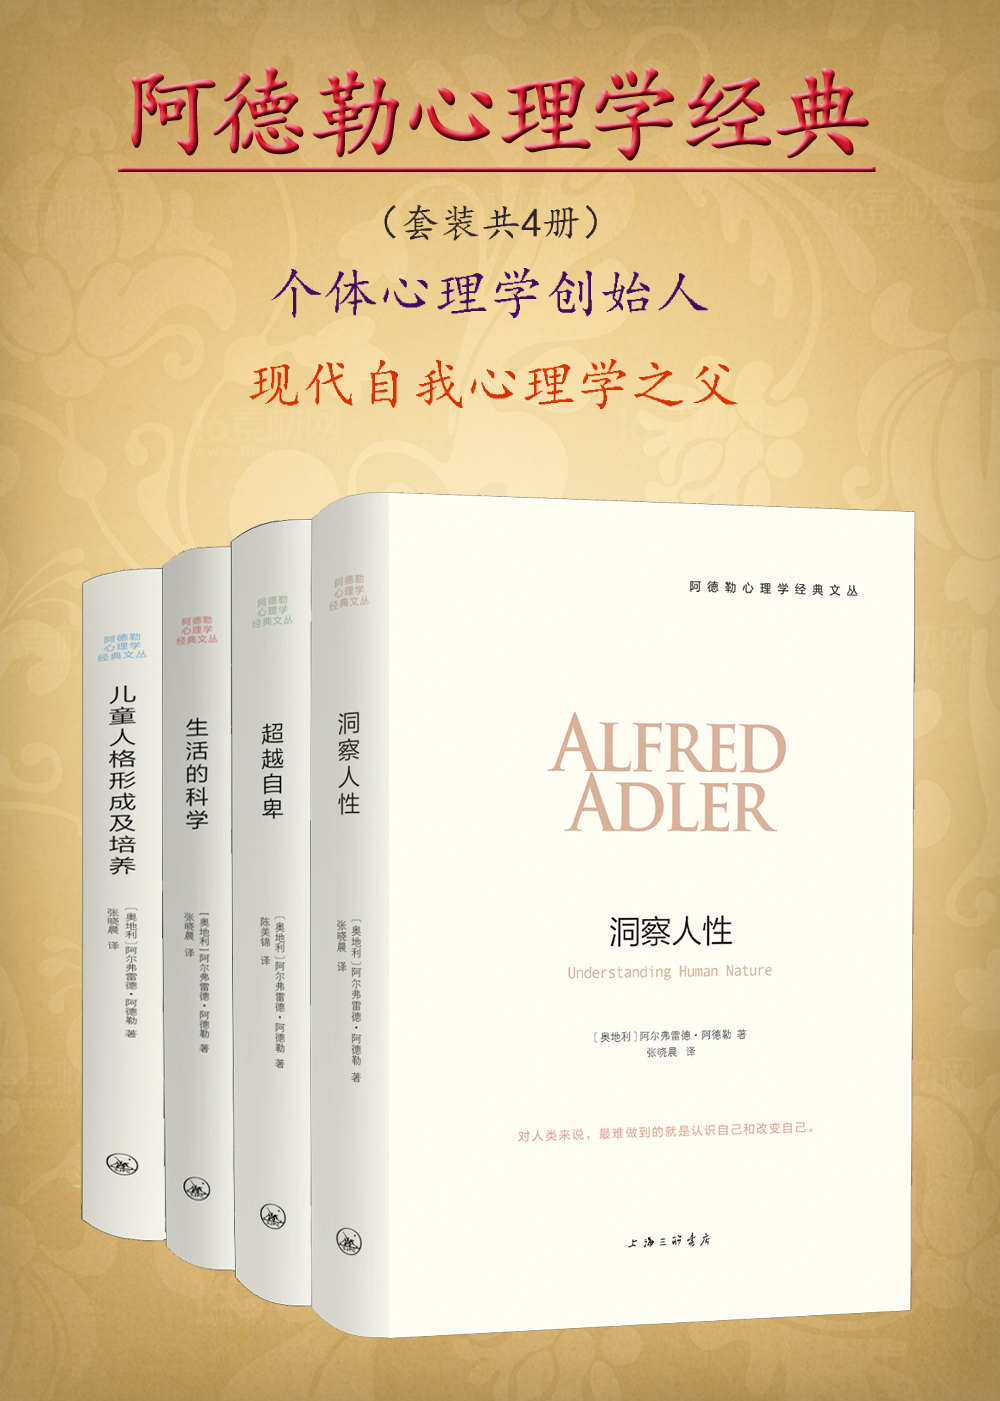 阿德勒心理学经典
（套装共4册）
个体心理学创始人
现代自我心理学之父
阿德勒
心理学
经典文丛
儿童人格形成及培养
［奥地利］阿尔弗雷德·阿德勒 著
张晓晨 译
阿德勒
心理学
经典文丛
生活的科学
［奥地利］阿尔弗雷德·阿德勒 著
张晓晨 译
阿德勒
心理学
经典文丛
超越自卑
［奥地利］阿尔弗雷德·阿德勒 著
陈美锦 译
阿德勒
心理学
经典文丛
洞察人性
［奥地利］阿尔弗雷德·阿德勒 著
张晓晨 译
阿德勒心理学经典文丛
ALFRED
ADLER
洞察人性
Understanding Human Nature
［奥地利］阿尔弗雷德·阿德勒 著
张晓晨 译
对人类来说，最难做到的就是认识自己和改变自己。
上海三联书店